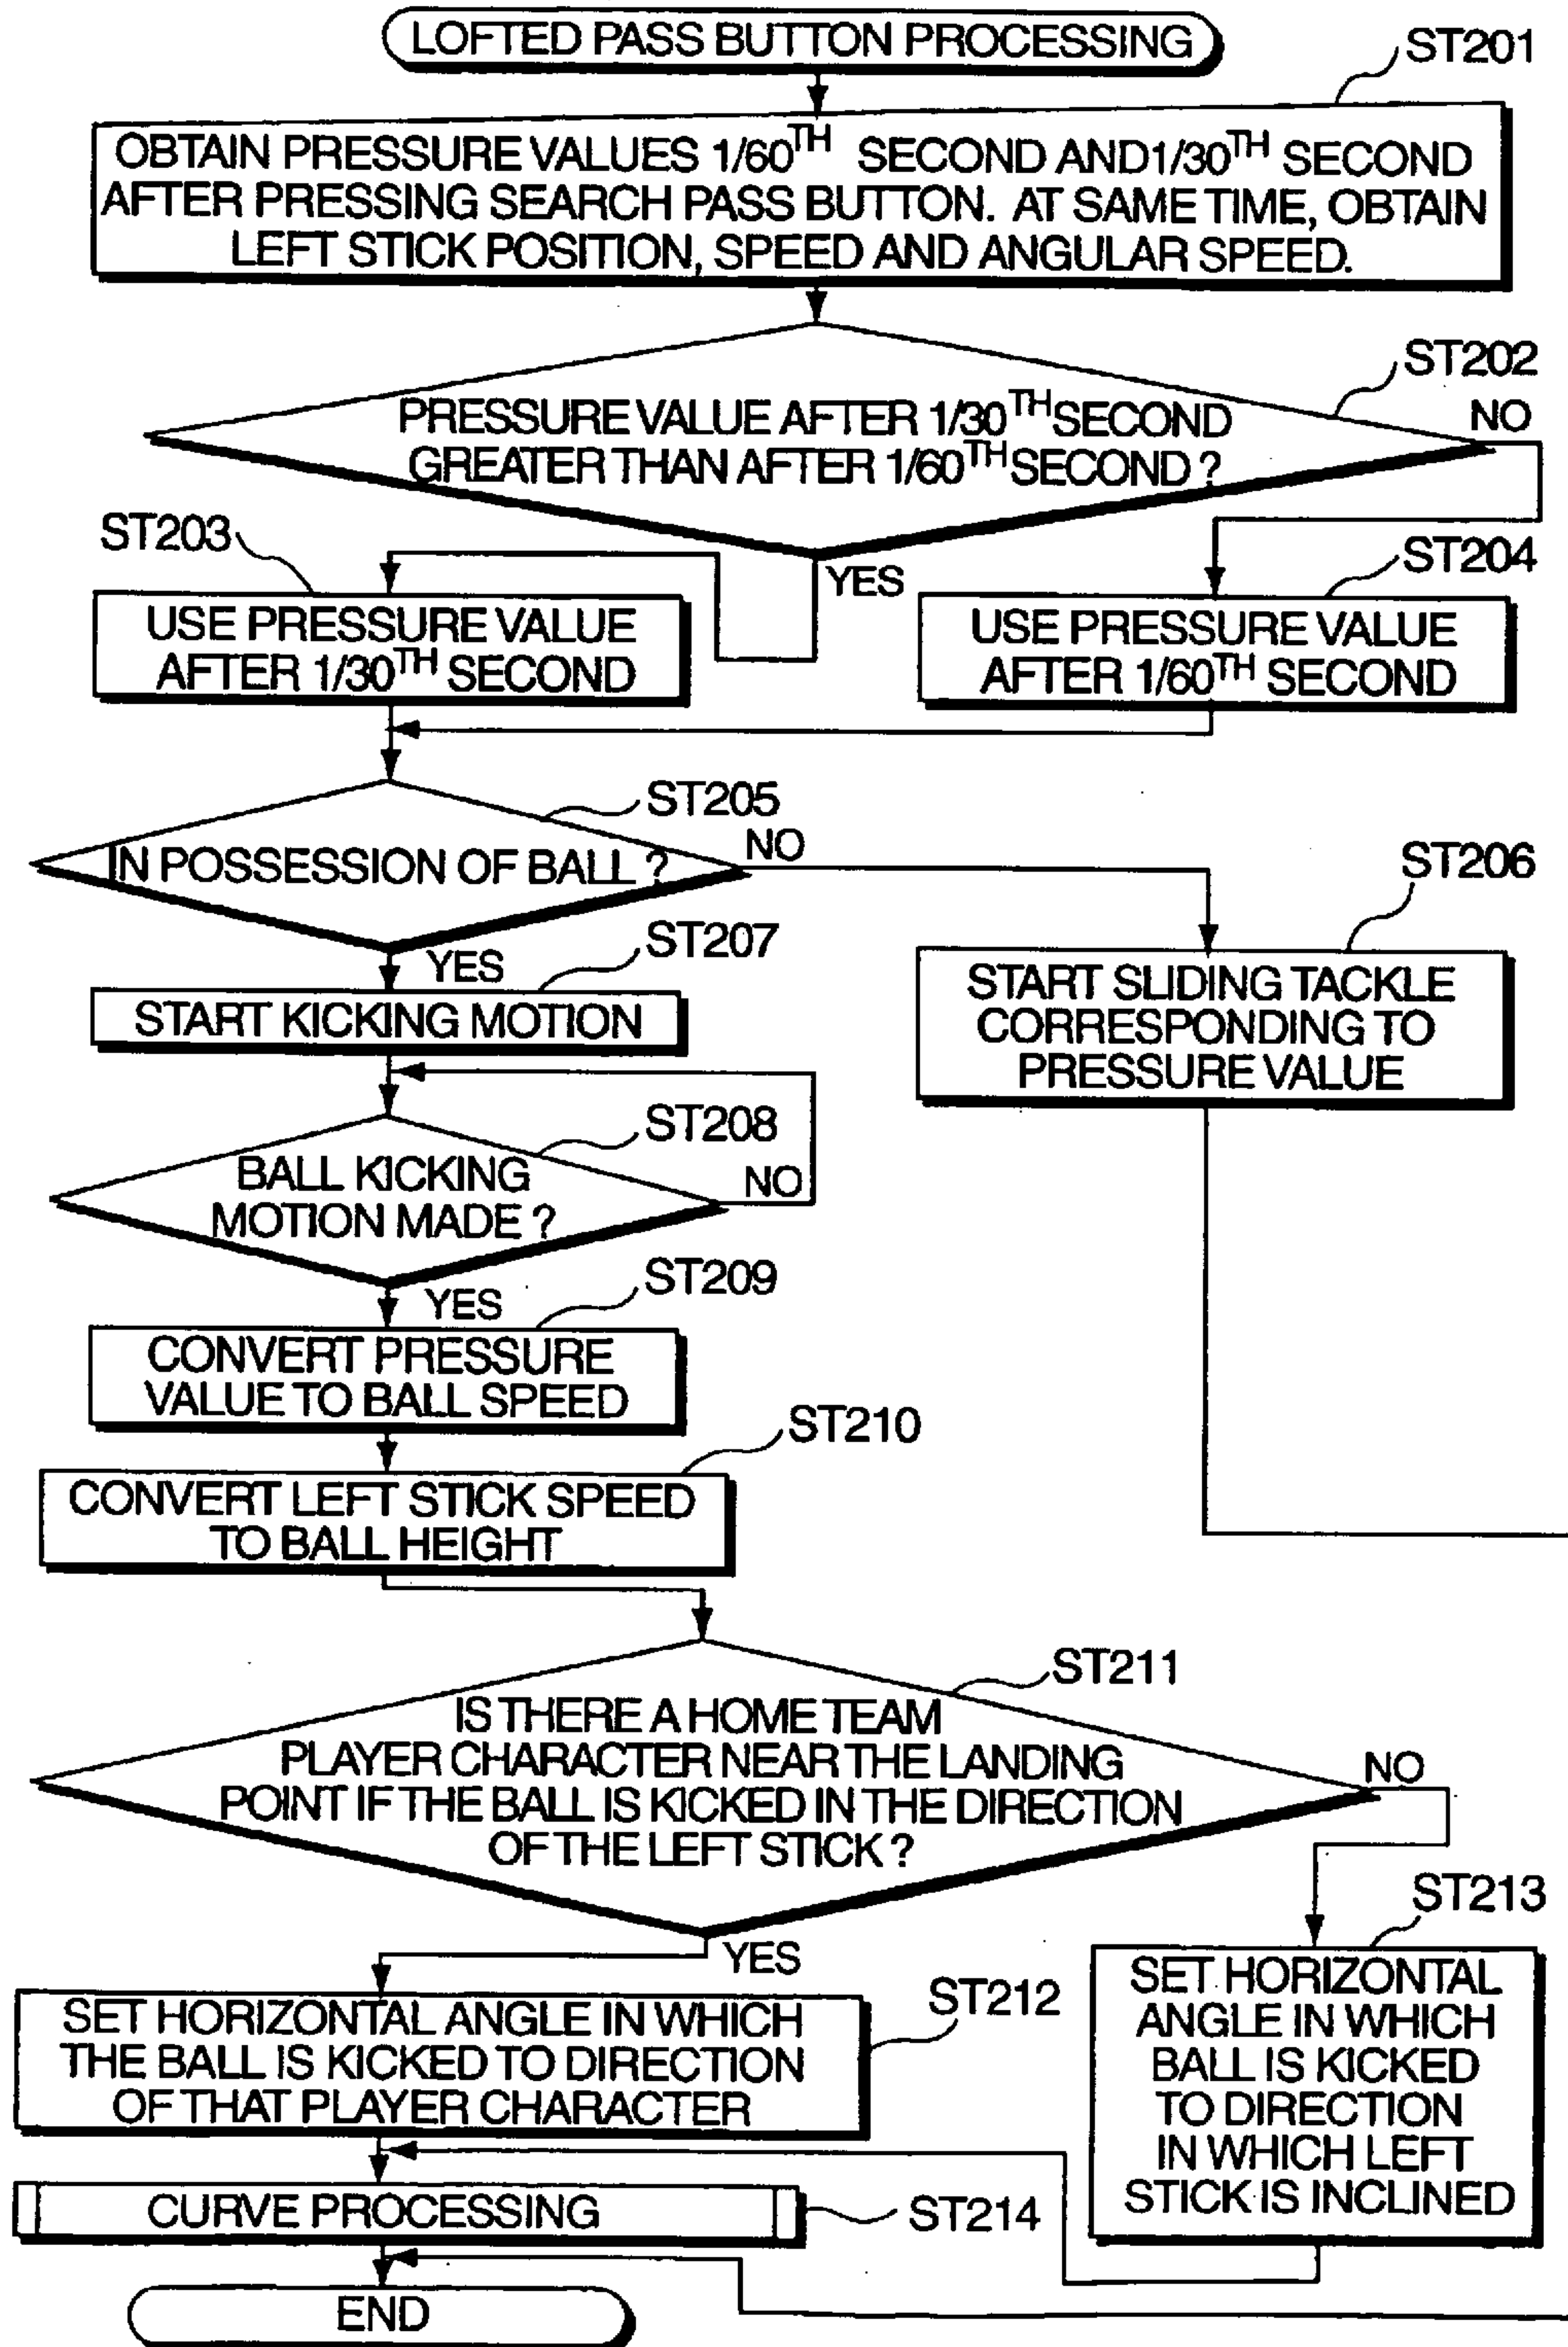 LOFTED PASS BUTTON PROCESSING
ST201
OBTAIN PRESSURE VALUES 1/60TH SECOND AND1/30TH SECOND
AFTER PRESSING SEARCH PASS BUTTON. AT SAME TIME, OBTAIN
LEFT STICK POSITION, SPEED AND ANGULAR SPEED.
ST202
PRESSURE VALUE AFTER 1/30TH SECOND
GREATER THAN AFTER 1/60TH SECOND ?
NO
YES
ST203
USE PRESSURE VALUE
AFTER 1/30TH SECOND
ST204
USE PRESSURE VALUE
AFTER 1/60TH SECOND
ST205
IN POSSESSION OF BALL ?
NO
YES
ST206
START SLIDING TACKLE
CORRESPONDING TO
PRESSURE VALUE
ST207
START KICKING MOTION
ST208
BALL KICKING
MOTION MADE ?
NO
YES
ST209
CONVERT PRESSURE
VALUE TO BALL SPEED
ST210
CONVERT LEFT STICK SPEED
TO BALL HEIGHT
ST211
IS THERE A HOME TEAM
PLAYER CHARACTER NEAR THE LANDING
POINT IF THE BALL IS KICKED IN THE DIRECTION
OF THE LEFT STICK ?
NO
YES
ST212
SET HORIZONTAL ANGLE IN WHICH
THE BALL IS KICKED TO DIRECTION
OF THAT PLAYER CHARACTER
ST213
SET HORIZONTAL
ANGLE IN WHICH
BALL IS KICKED
TO DIRECTION
IN WHICH LEFT
STICK IS INCLINED
CURVE PROCESSING
ST214
END